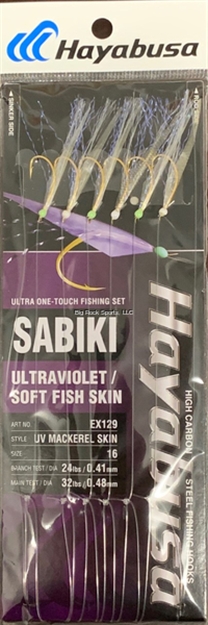 Hayabusa
SINKER SIDE
ULTRA ONE-TOUCH FISHING SET
Big Rock Sports, LLC
SABIKI
ULTRAVIOLET/
SOFT FISH SKIN
ART NO. EX129
STYLE UV MACKEREL SKIN
SIZE 16
BRANCH TEST / DIA 24lbs / 0.41mm
MAIN TEST / DIA 32lbs / 0.48mm
Hayabusa
HIGH CARBON STEEL FISHING HOOKS